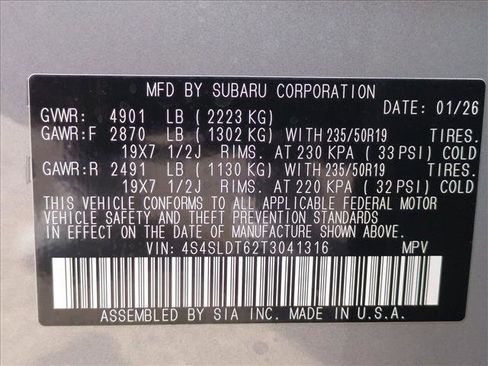 MFD BY SUBARU CORPORATION
DATE: 01/26
GVWR: 4901 LB ( 2223 KG)
GAWR:F 2870 LB ( 1302 KG) WITH 235/50R19 TIRES.
19X7 1/2J RIMS. AT 230 KPA ( 33 PSI) COLD
GAWR:R 2491 LB ( 1130 KG) WITH 235/50R19 TIRES.
19X7 1/2J RIMS. AT 220 KPA ( 32 PSI) COLD
THIS VEHICLE CONFORMS TO ALL APPLICABLE FEDERAL MOTOR
VEHICLE SAFETY AND THEFT PREVENTION STANDARDS
IN EFFECT ON THE DATE OF MANUFACTURE SHOWN ABOVE.
VIN: 4S4SLDT62T3041316 MPV
ASSEMBLED BY SIA INC. MADE IN U.S.A.